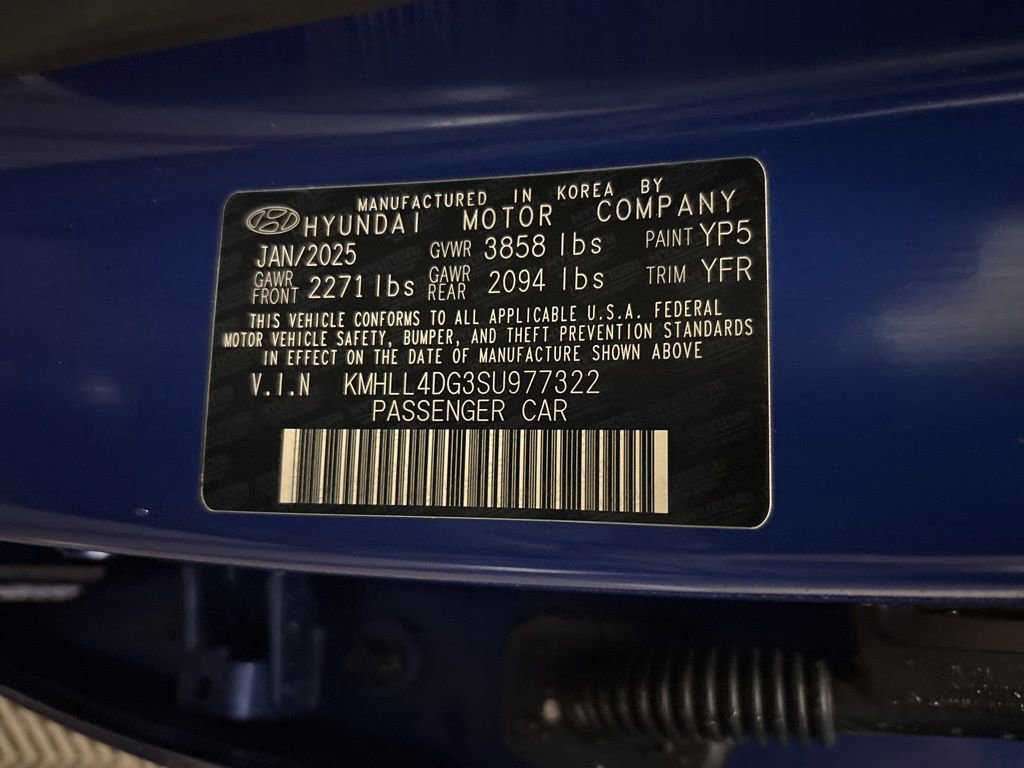 MANUFACTURED IN KOREA BY
HYUNDAI MOTOR COMPANY
JAN/2025 GVWR 3858 lbs PAINT YP5
GAWR FRONT 2271 lbs GAWR REAR 2094 lbs TRIM YFR
THIS VEHICLE CONFORMS TO ALL APPLICABLE U.S.A. FEDERAL
MOTOR VEHICLE SAFETY, BUMPER, AND THEFT PREVENTION STANDARDS
IN EFFECT ON THE DATE OF MANUFACTURE SHOWN ABOVE
V.I.N KMHLL4DG3SU977322
PASSENGER CAR